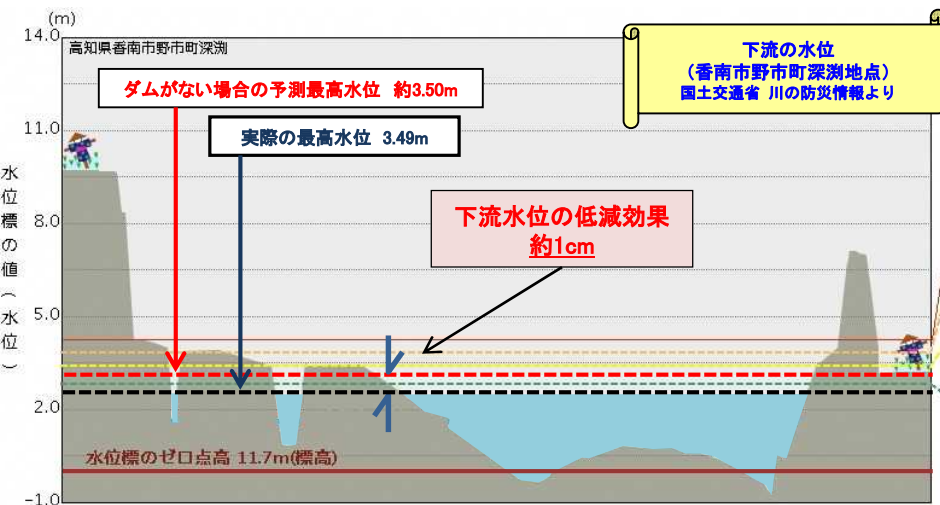 (m)
14.0
高知県香南市野市町深渕
下流の水位
(香南市野市町深渕地点)
国土交通省 川の防災情報より
ダムがない場合の予測最高水位 約3.50m
11.0
実際の最高水位 3.49m
水位標の値(水位)
8.0
下流水位の低減効果
約1cm
5.0
2.0
水位標のゼロ点高 11.7m(標高)
-1.0